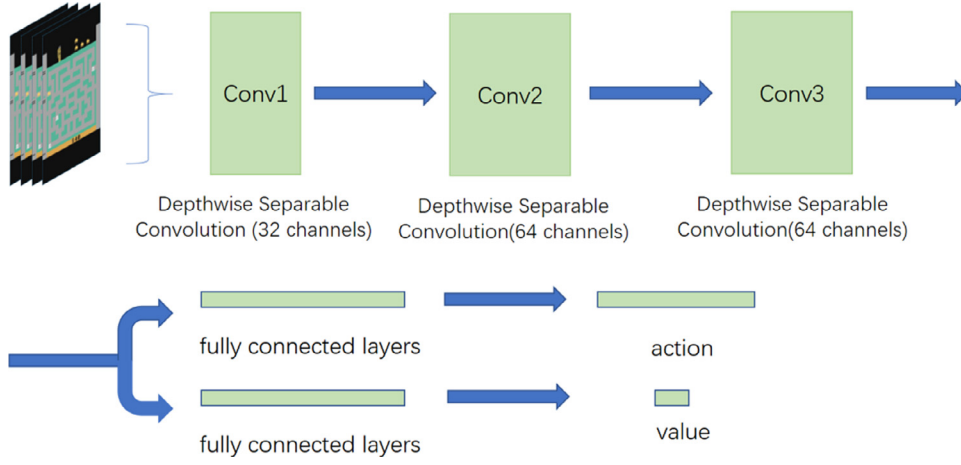 Conv1
Conv2
Conv3
Depthwise Separable
Convolution (32 channels)
Depthwise Separable
Convolution(64 channels)
Depthwise Separable
Convolution(64 channels)
fully connected layers
action
fully connected layers
value